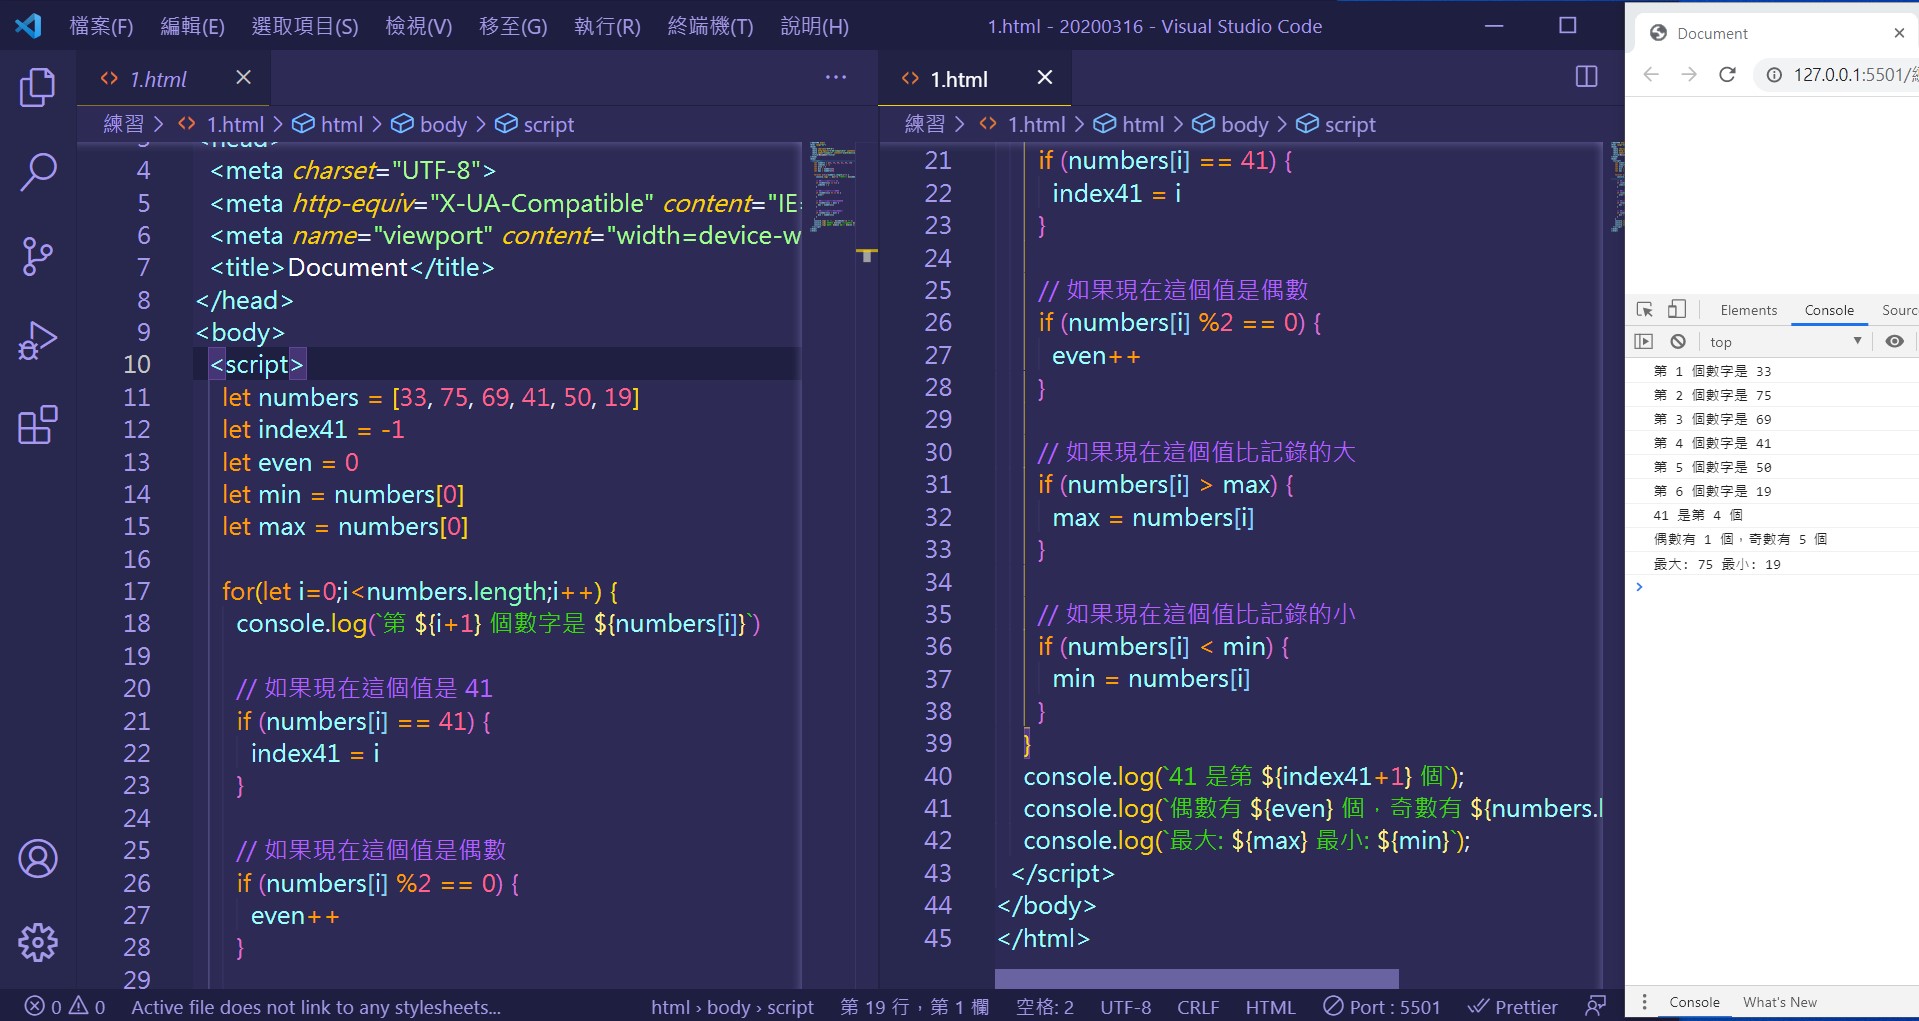 檔案(F) 編輯(E) 選取項目(S) 檢視(V) 移至(G) 執行(R) 終端機(T) 說明(H) 1.html - 20200316 - Visual Studio Code
1.html
練習 > 1.html > html > body > script
<head>
4 <meta charset="UTF-8">
5 <meta http-equiv="X-UA-Compatible" content="IE=
6 <meta name="viewport" content="width=device-w
7 <title>Document</title>
8 </head>
9 <body>
10 <script>
11 let numbers = [33, 75, 69, 41, 50, 19]
12 let index41 = -1
13 let even = 0
14 let min = numbers[0]
15 let max = numbers[0]
16
17 for(let i=0;i<numbers.length;i++) {
18 console.log(`第 ${i+1} 個數字是 ${numbers[i]}`)
19
20 // 如果現在這個值是 41
21 if (numbers[i] == 41) {
22 index41 = i
23 }
24
25 // 如果現在這個值是偶數
26 if (numbers[i] %2 == 0) {
27 even++
28 }
29
1.html
練習 > 1.html > html > body > script
21 if (numbers[i] == 41) {
22 index41 = i
23 }
24
25 // 如果現在這個值是偶數
26 if (numbers[i] %2 == 0) {
27 even++
28 }
29
30 // 如果現在這個值比記錄的大
31 if (numbers[i] > max) {
32 max = numbers[i]
33 }
34
35 // 如果現在這個值比記錄的小
36 if (numbers[i] < min) {
37 min = numbers[i]
38 }
39 }
40 console.log(`41 是第 ${index41+1} 個`);
41 console.log(`偶數有 ${even} 個，奇數有 ${numbers.l
42 console.log(`最大: ${max} 最小: ${min}`);
43 </script>
44 </body>
45 </html>
0 0 Active file does not link to any stylesheets... html › body › script 第 19 行，第 1 欄 空格: 2 UTF-8 CRLF HTML Port : 5501 Prettier
Document
127.0.0.1:5501/練
Elements Console Sourc
top
第 1 個數字是 33
第 2 個數字是 75
第 3 個數字是 69
第 4 個數字是 41
第 5 個數字是 50
第 6 個數字是 19
41 是第 4 個
偶數有 1 個，奇數有 5 個
最大: 75 最小: 19
>
Console What's New